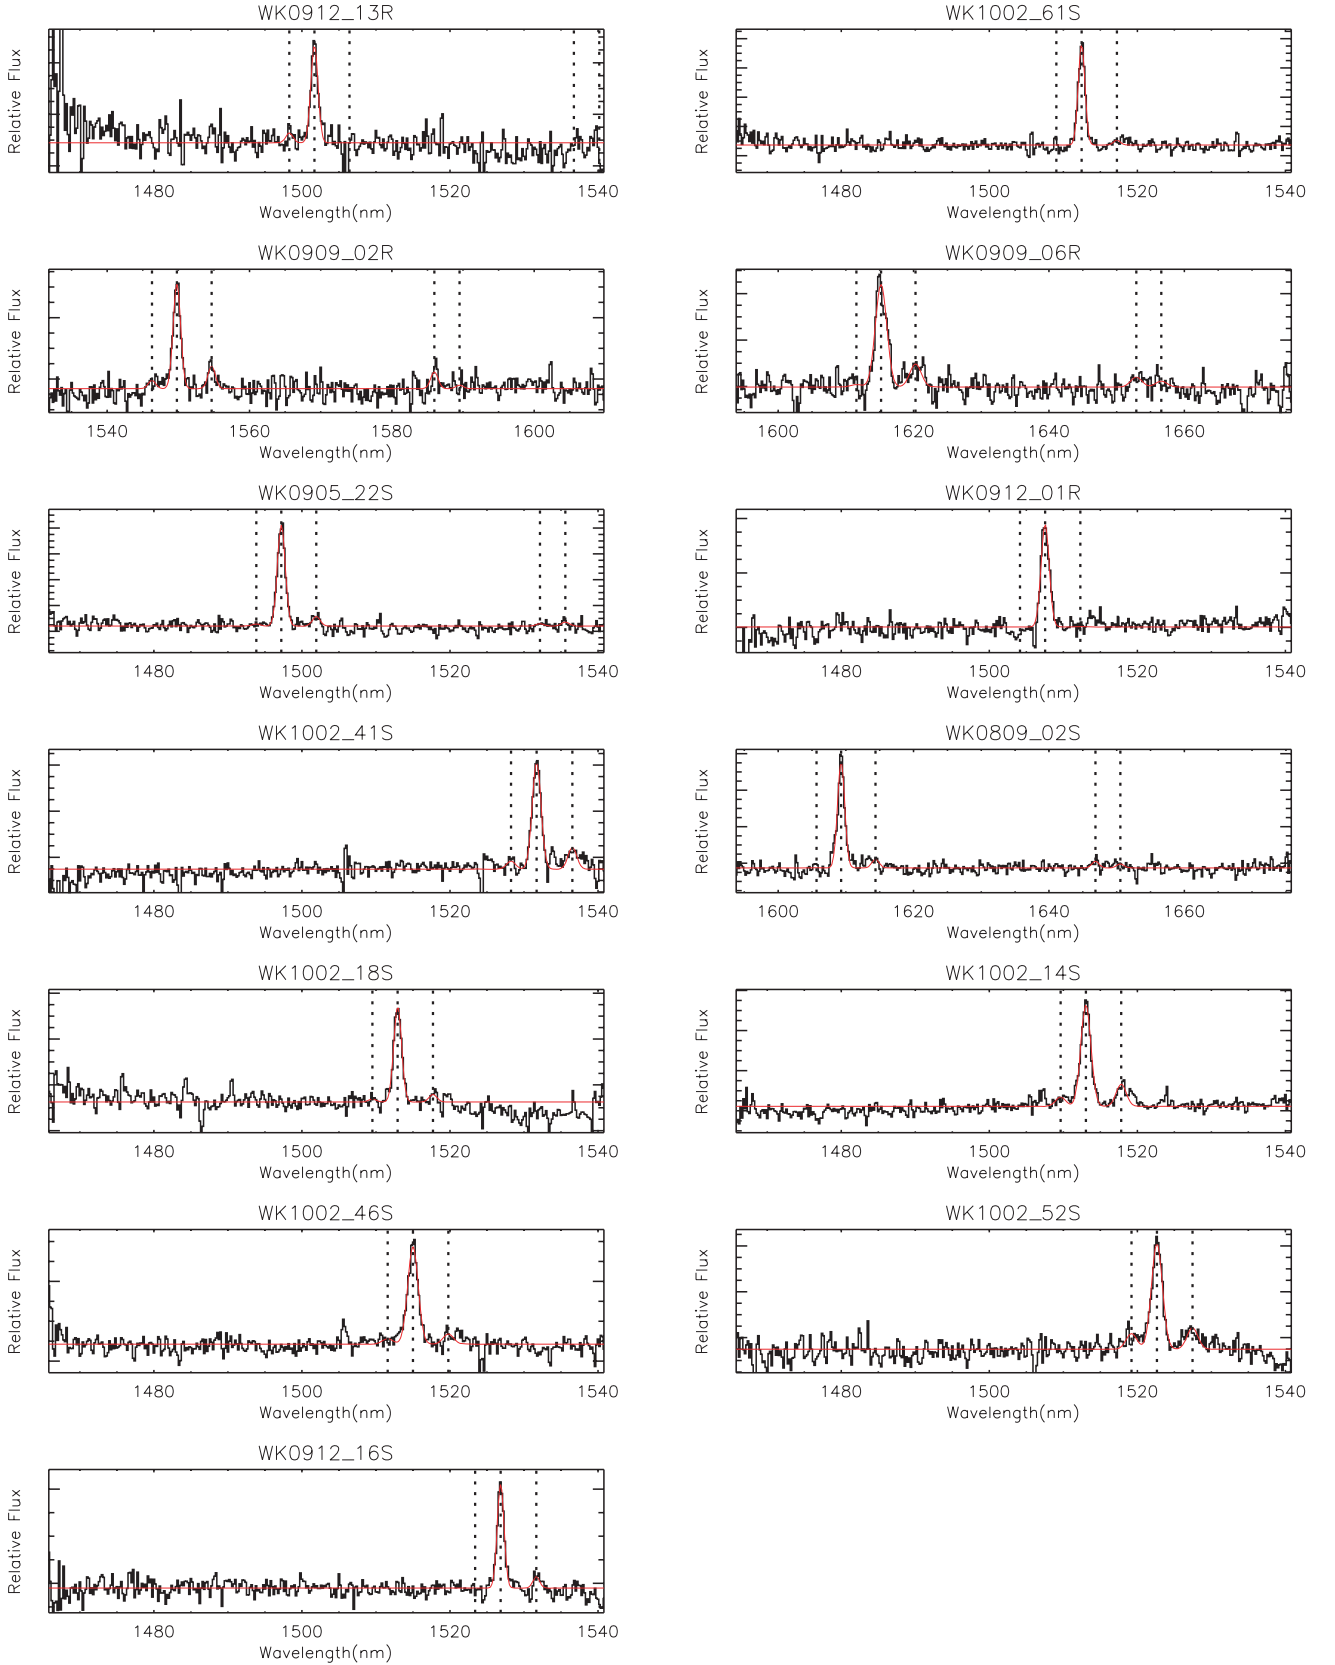 WK0912_13R
Relative Flux
1480 1500 1520 1540
Wavelength(nm)
WK1002_61S
Relative Flux
1480 1500 1520 1540
Wavelength(nm)
WK0909_02R
Relative Flux
1540 1560 1580 1600
Wavelength(nm)
WK0909_06R
Relative Flux
1600 1620 1640 1660
Wavelength(nm)
WK0905_22S
Relative Flux
1480 1500 1520 1540
Wavelength(nm)
WK0912_01R
Relative Flux
1480 1500 1520 1540
Wavelength(nm)
WK1002_41S
Relative Flux
1480 1500 1520 1540
Wavelength(nm)
WK0809_02S
Relative Flux
1600 1620 1640 1660
Wavelength(nm)
WK1002_18S
Relative Flux
1480 1500 1520 1540
Wavelength(nm)
WK1002_14S
Relative Flux
1480 1500 1520 1540
Wavelength(nm)
WK1002_46S
Relative Flux
1480 1500 1520 1540
Wavelength(nm)
WK1002_52S
Relative Flux
1480 1500 1520 1540
Wavelength(nm)
WK0912_16S
Relative Flux
1480 1500 1520 1540
Wavelength(nm)